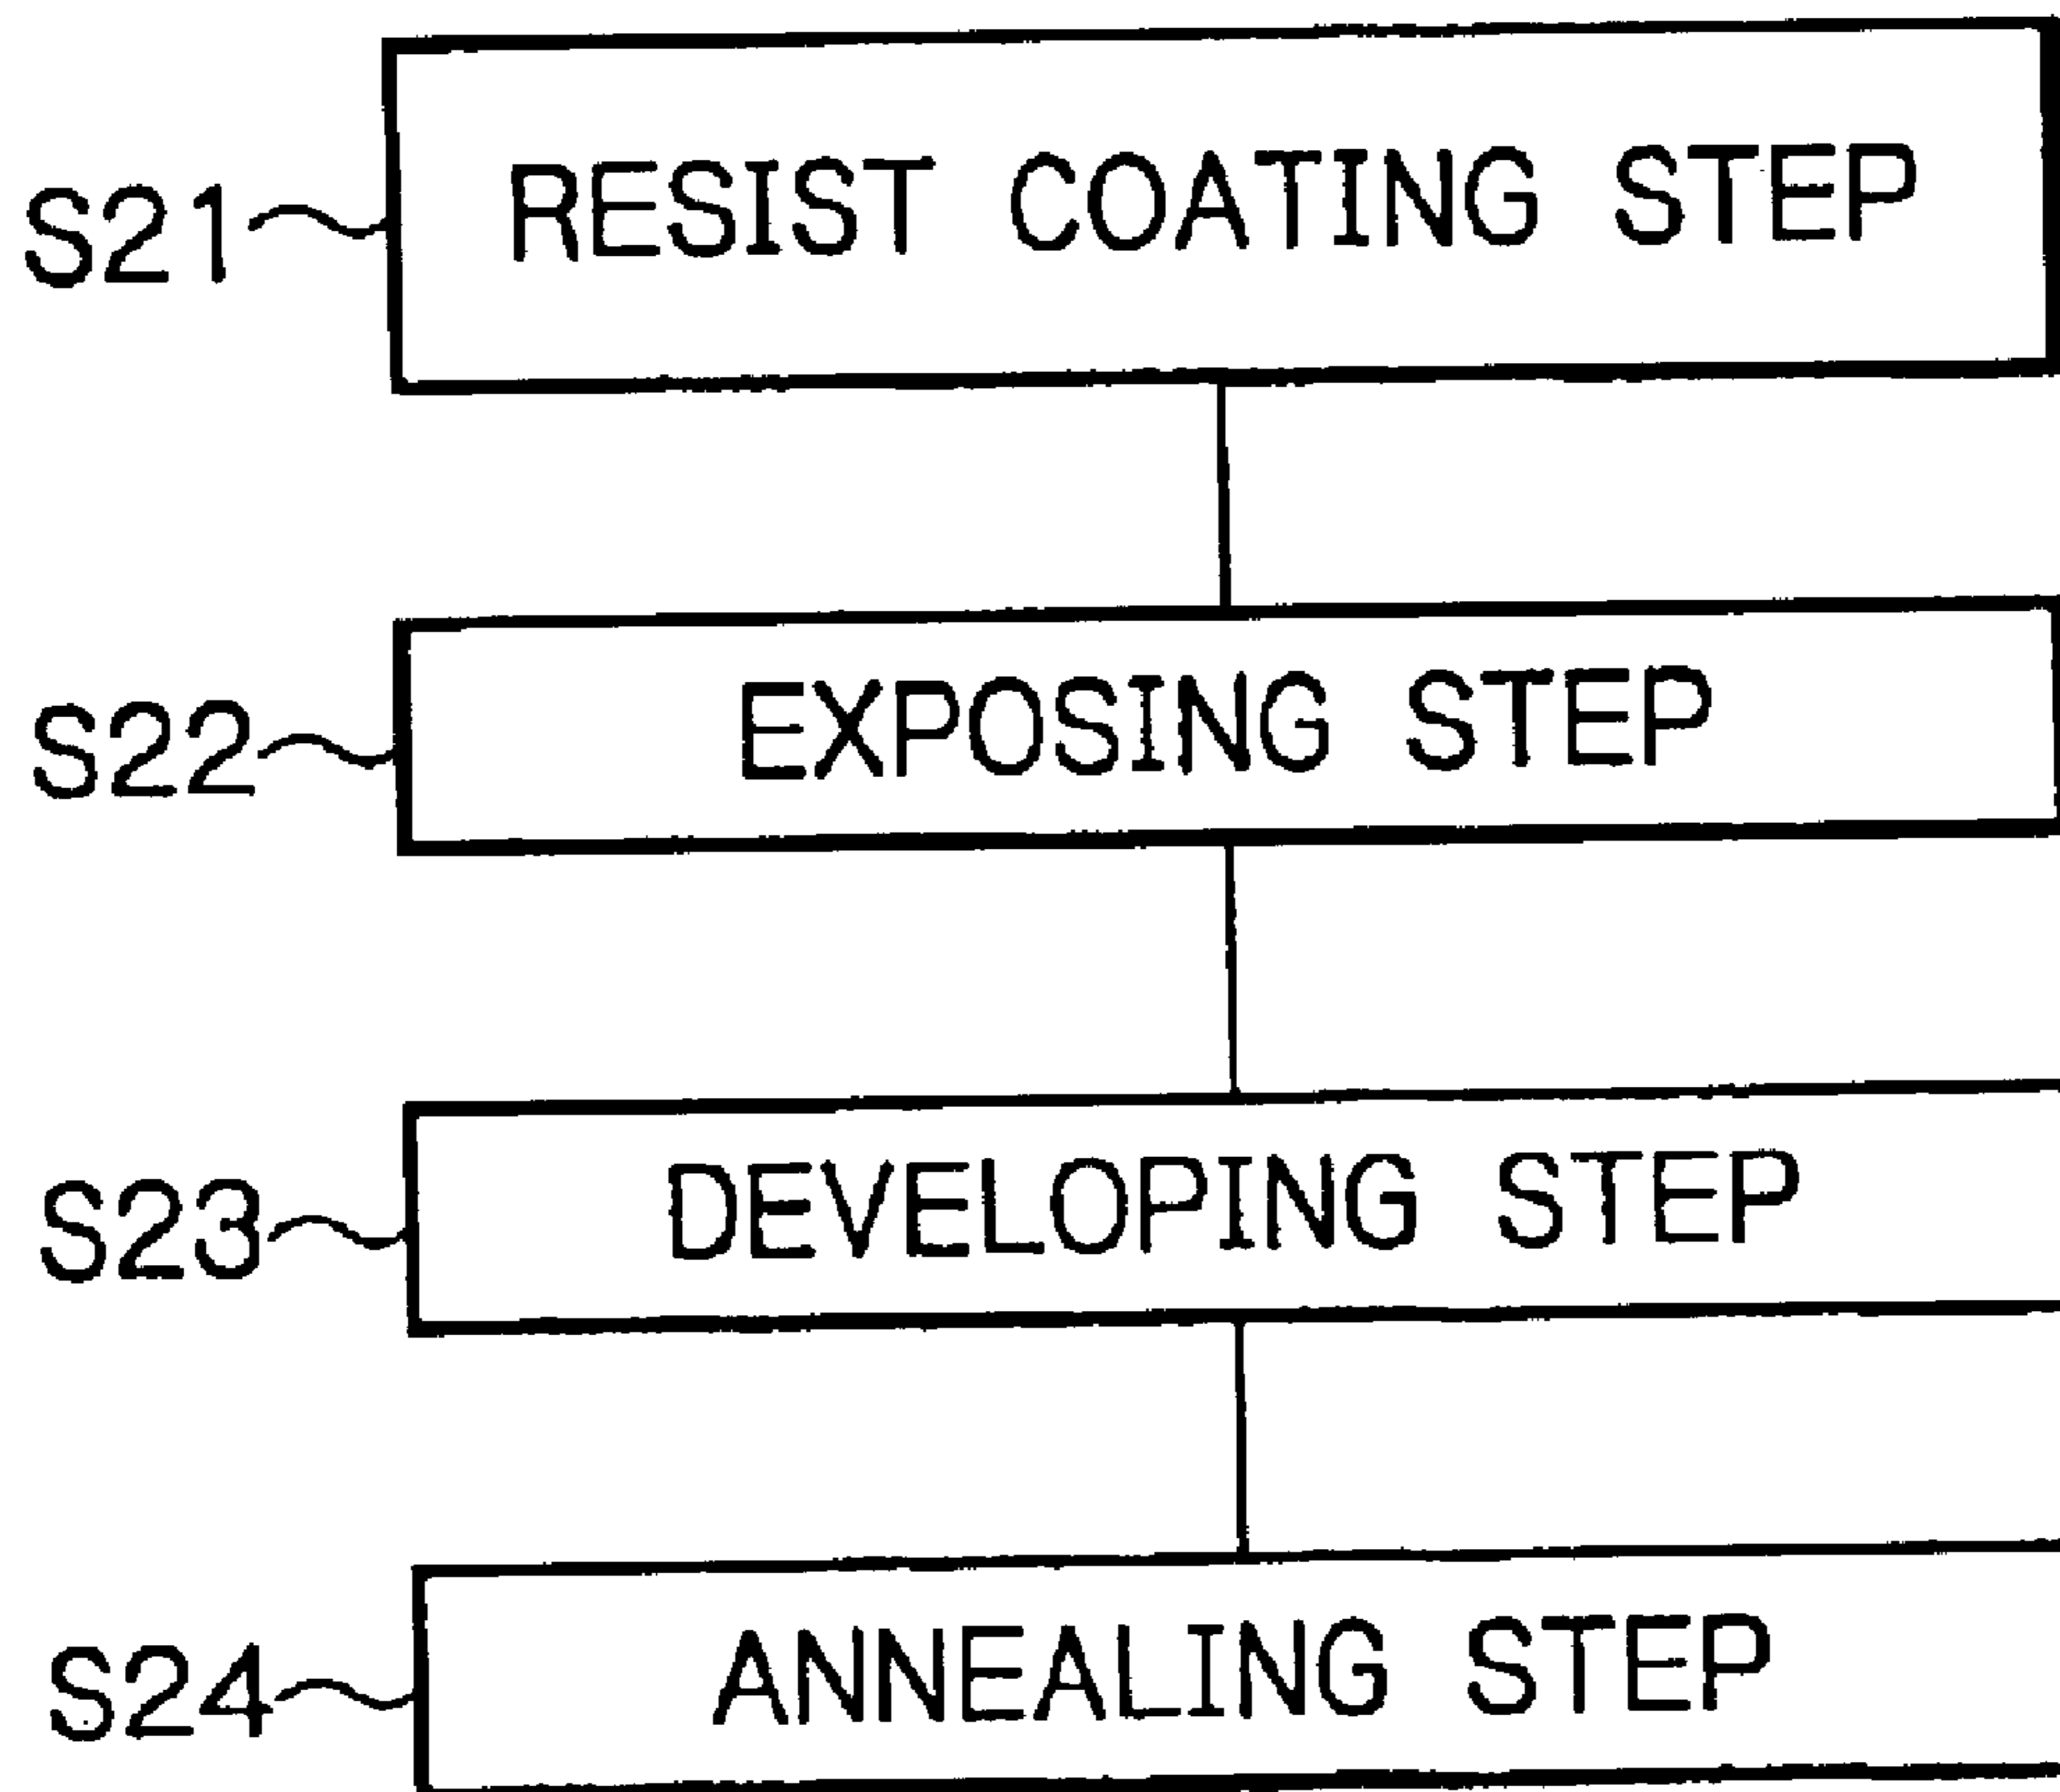 S21 RESIST COATING STEP
S22 EXPOSING STEP
S23 DEVELOPING STEP
S24 ANNEALING STEP